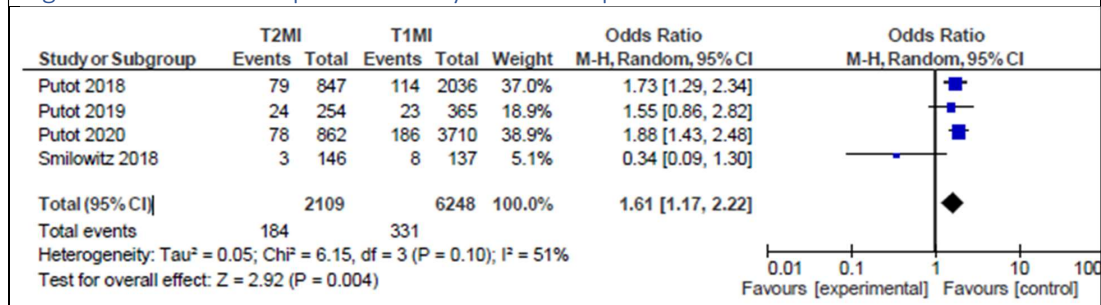 T2MI T1MI Odds Ratio Odds Ratio
Study or Subgroup Events Total Events Total Weight M-H, Random, 95% CI M-H, Random, 95% CI
Putot 2018 79 847 114 2036 37.0% 1.73 [1.29, 2.34]
Putot 2019 24 254 23 365 18.9% 1.55 [0.86, 2.82]
Putot 2020 78 862 186 3710 38.9% 1.88 [1.43, 2.48]
Smilowitz 2018 3 146 8 137 5.1% 0.34 [0.09, 1.30]
Total (95% CI) 2109 6248 100.0% 1.61 [1.17, 2.22]
Total events 184 331
Heterogeneity: Tau² = 0.05; Chi² = 6.15, df = 3 (P = 0.10); I² = 51%
Test for overall effect: Z = 2.92 (P = 0.004)
0.01 0.1 1 10 100
Favours [experimental] Favours [control]